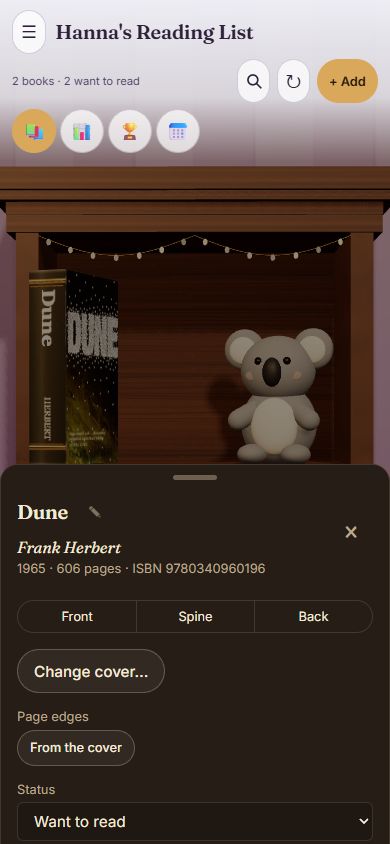 Hanna's Reading List
2 books · 2 want to read
+ Add
Dune
HERBERT
DUNE
Dune
Frank Herbert
1965 · 606 pages · ISBN 9780340960196
Front
Spine
Back
Change cover...
Page edges
From the cover
Status
Want to read